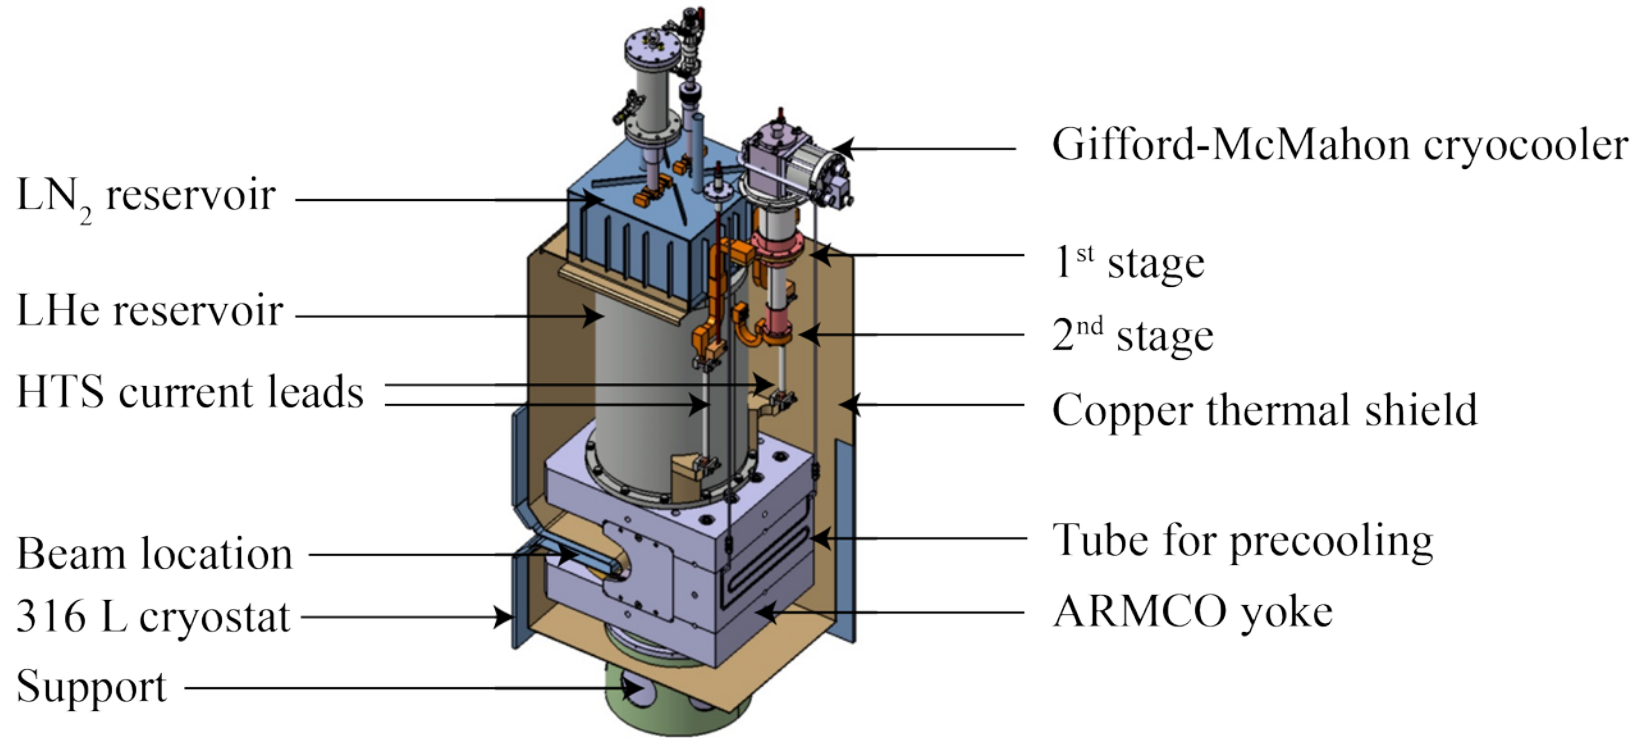 LN₂ reservoir
LHe reservoir
HTS current leads
Beam location
316 L cryostat
Support
Gifford-McMahon cryocooler
1ˢᵗ stage
2ⁿᵈ stage
Copper thermal shield
Tube for precooling
ARMCO yoke